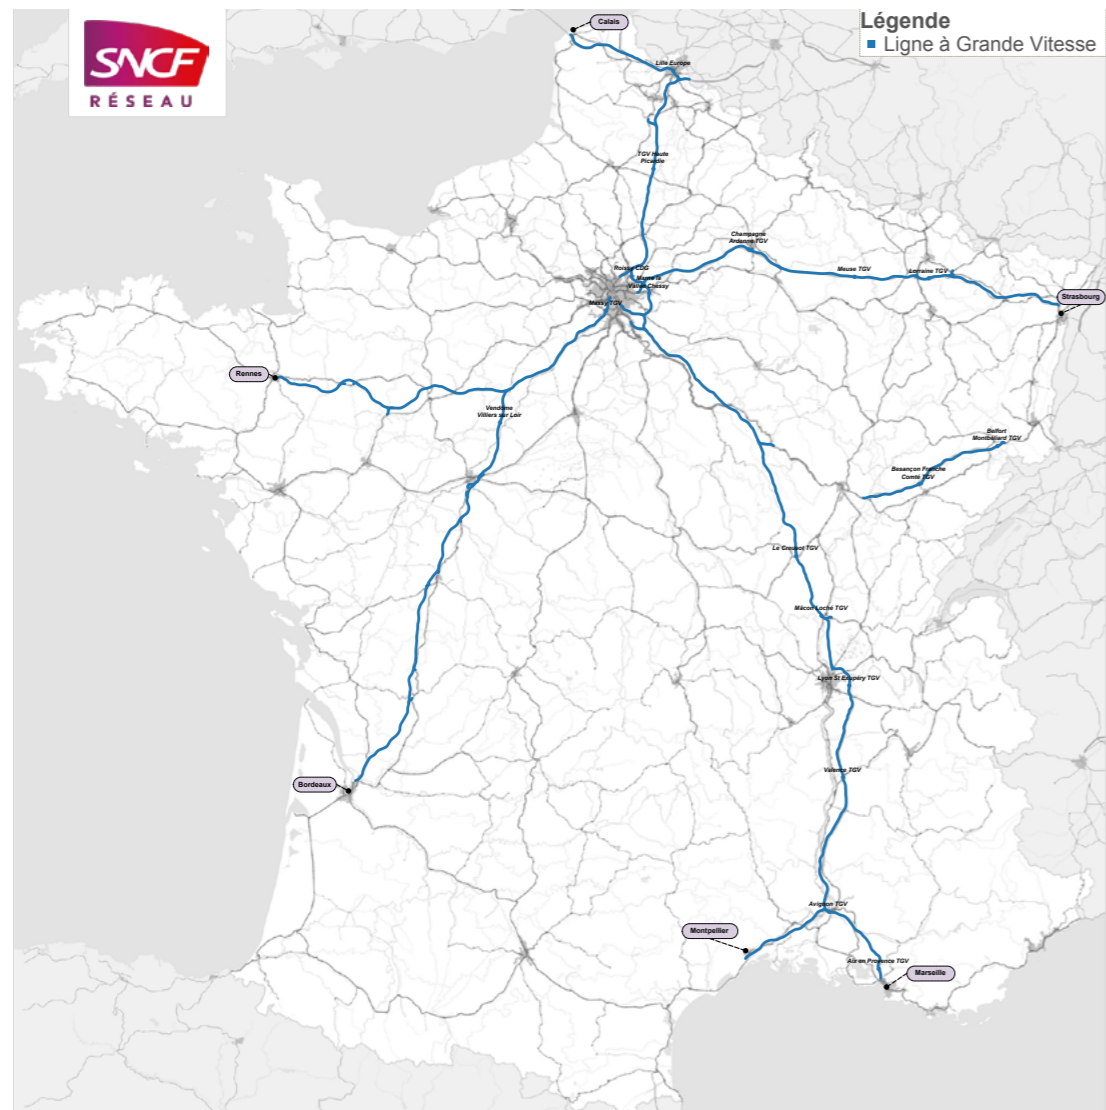 SNCF
RÉSEAU
Légende
Ligne à Grande Vitesse
Calais
Lille Europe
TGV Haute
Picardie
Champagne
Ardenne TGV
Roissy CDG
Marne la
Vallée Chessy
Meuse TGV
Lorraine TGV
Strasbourg
Massy TGV
Rennes
Vendôme
Villiers sur Loir
Belfort
Montbéliard TGV
Besançon Franche
Comté TGV
Le Creusot TGV
Mâcon Loché TGV
Lyon St Exupéry TGV
Valence TGV
Bordeaux
Avignon TGV
Montpellier
Aix en Provence TGV
Marseille